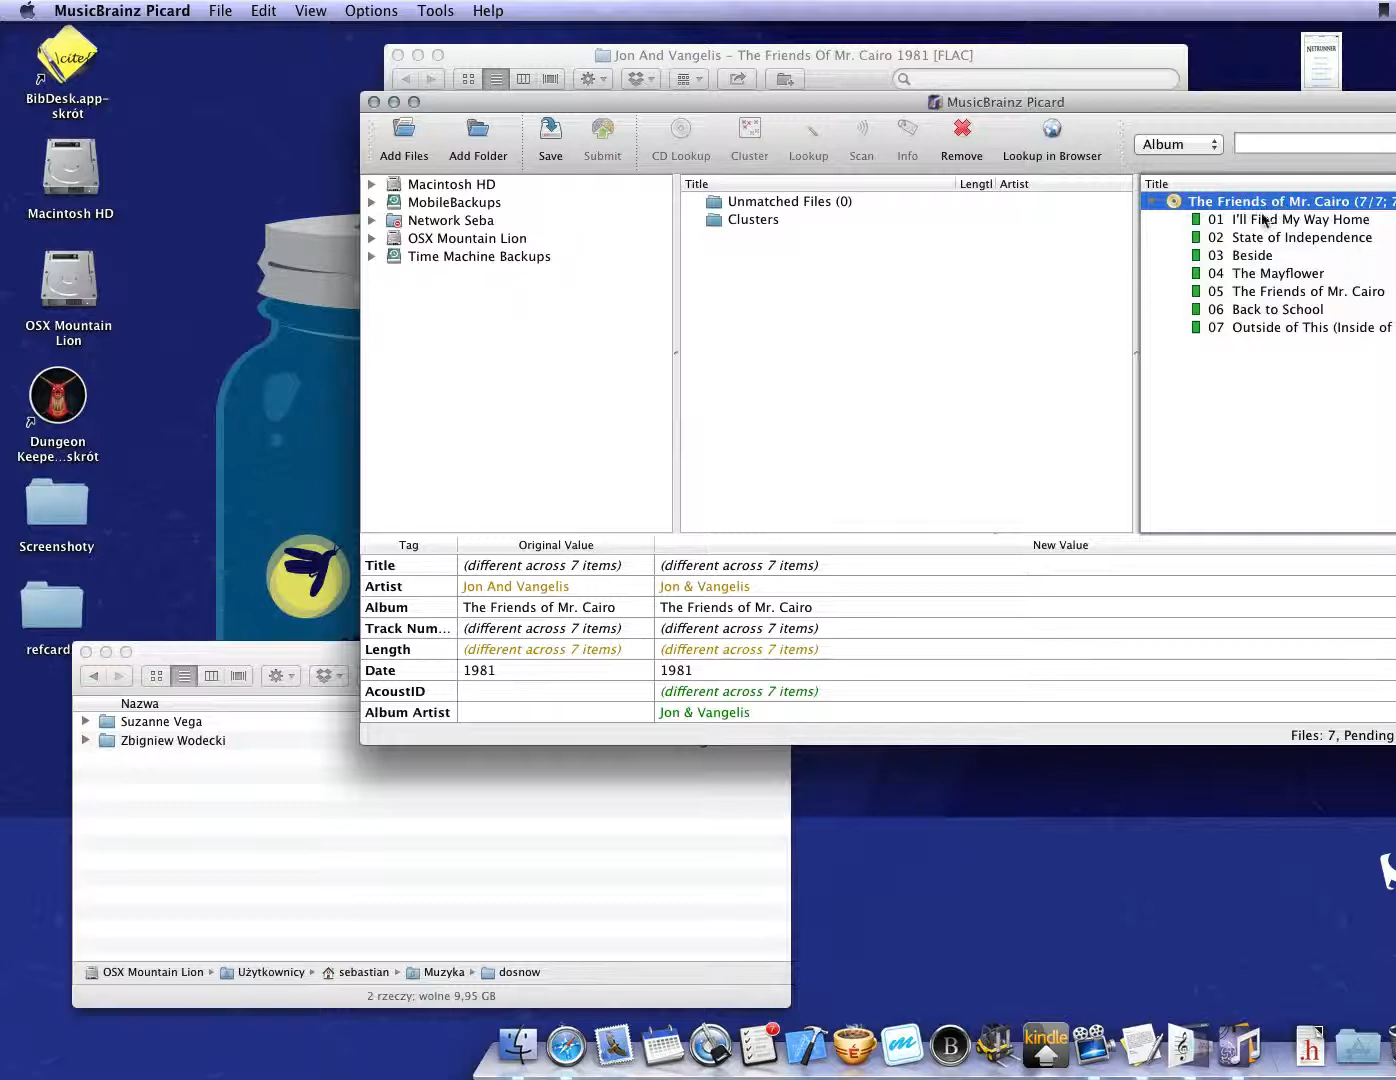 MusicBrainz Picard File Edit View Options Tools Help
\cite{
BibDesk.app-
skrót
Macintosh HD
OSX Mountain
Lion
Dungeon
Keepe...skrót
Screenshoty
refcard
NETRUNNER
Jon And Vangelis – The Friends Of Mr. Cairo 1981 [FLAC]
MusicBrainz Picard
Add Files Add Folder Save Submit CD Lookup Cluster Lookup Scan Info Remove Lookup in Browser Album
Macintosh HD
MobileBackups
Network Seba
OSX Mountain Lion
Time Machine Backups
Title Lengtl Artist
Unmatched Files (0)
Clusters
Title
The Friends of Mr. Cairo (7/7; 7
01 I'll Find My Way Home
02 State of Independence
03 Beside
04 The Mayflower
05 The Friends of Mr. Cairo
06 Back to School
07 Outside of This (Inside of
Tag Original Value New Value
Title (different across 7 items) (different across 7 items)
Artist Jon And Vangelis Jon & Vangelis
Album The Friends of Mr. Cairo The Friends of Mr. Cairo
Track Num... (different across 7 items) (different across 7 items)
Length (different across 7 items) (different across 7 items)
Date 1981 1981
AcoustID (different across 7 items)
Album Artist Jon & Vangelis
Files: 7, Pending
Nazwa
Suzanne Vega
Zbigniew Wodecki
OSX Mountain Lion Użytkownicy sebastian Muzyka dosnow
2 rzeczy; wolne 9,95 GB
7
B
kindle
.h